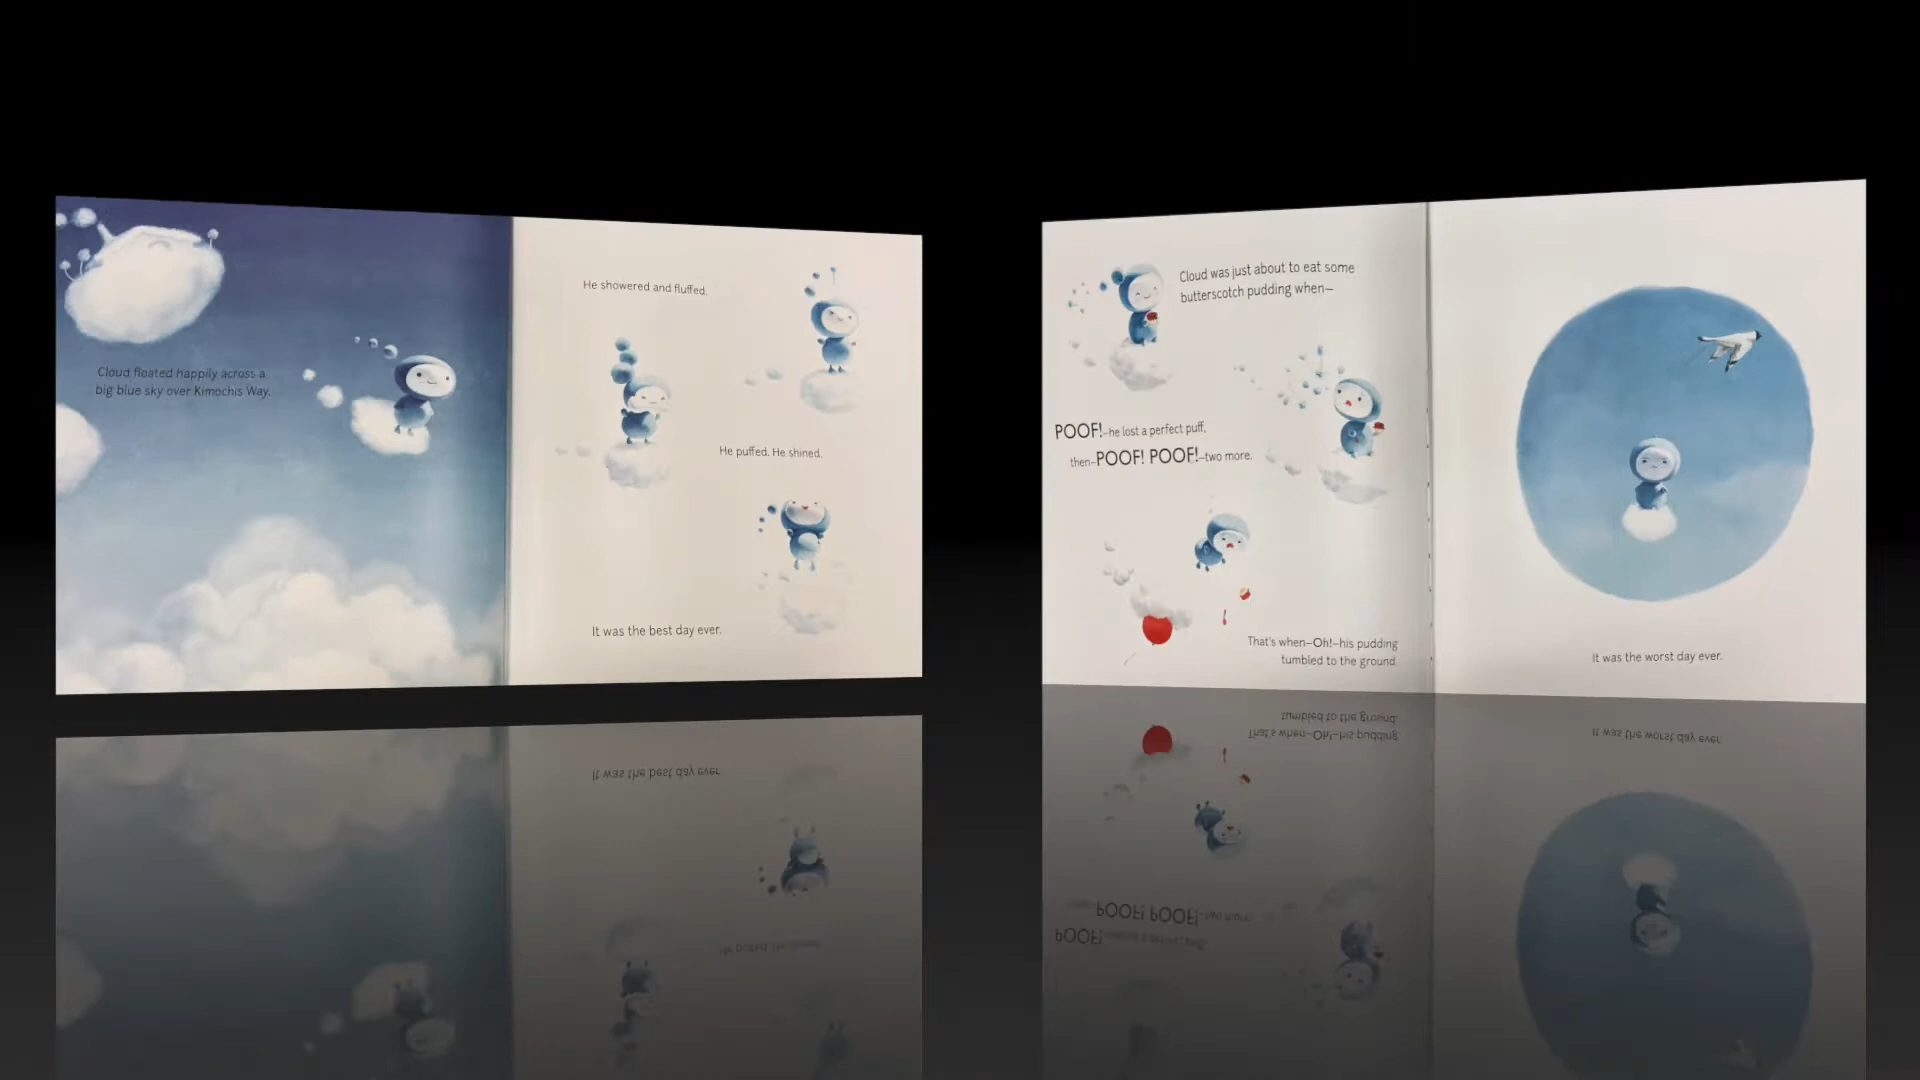 Cloud floated happily across a
big blue sky over Kimochis Way.
He showered and fluffed.
He puffed. He shined.
It was the best day ever.
Cloud was just about to eat some
butterscotch pudding when—
POOF!—he lost a perfect puff,
then—POOF! POOF!—two more.
That's when—Oh!—his pudding
tumbled to the ground.
It was the worst day ever.